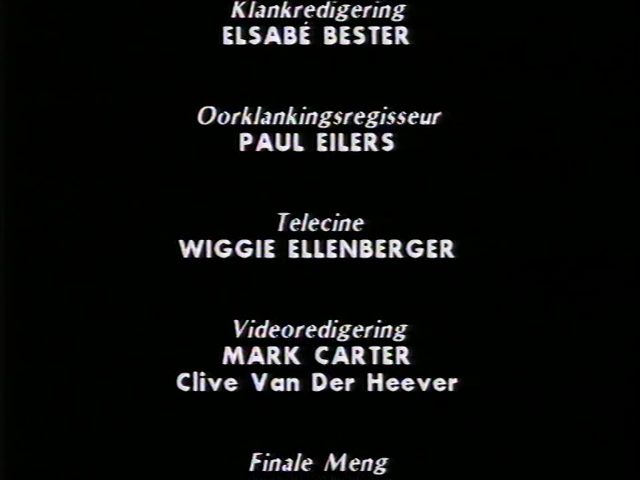 Klankredigering
ELSABÉ BESTER
Oorklankingsregisseur
PAUL EILERS
Telecine
WIGGIE ELLENBERGER
Videoredigering
MARK CARTER
Clive Van Der Heever
Finale Meng